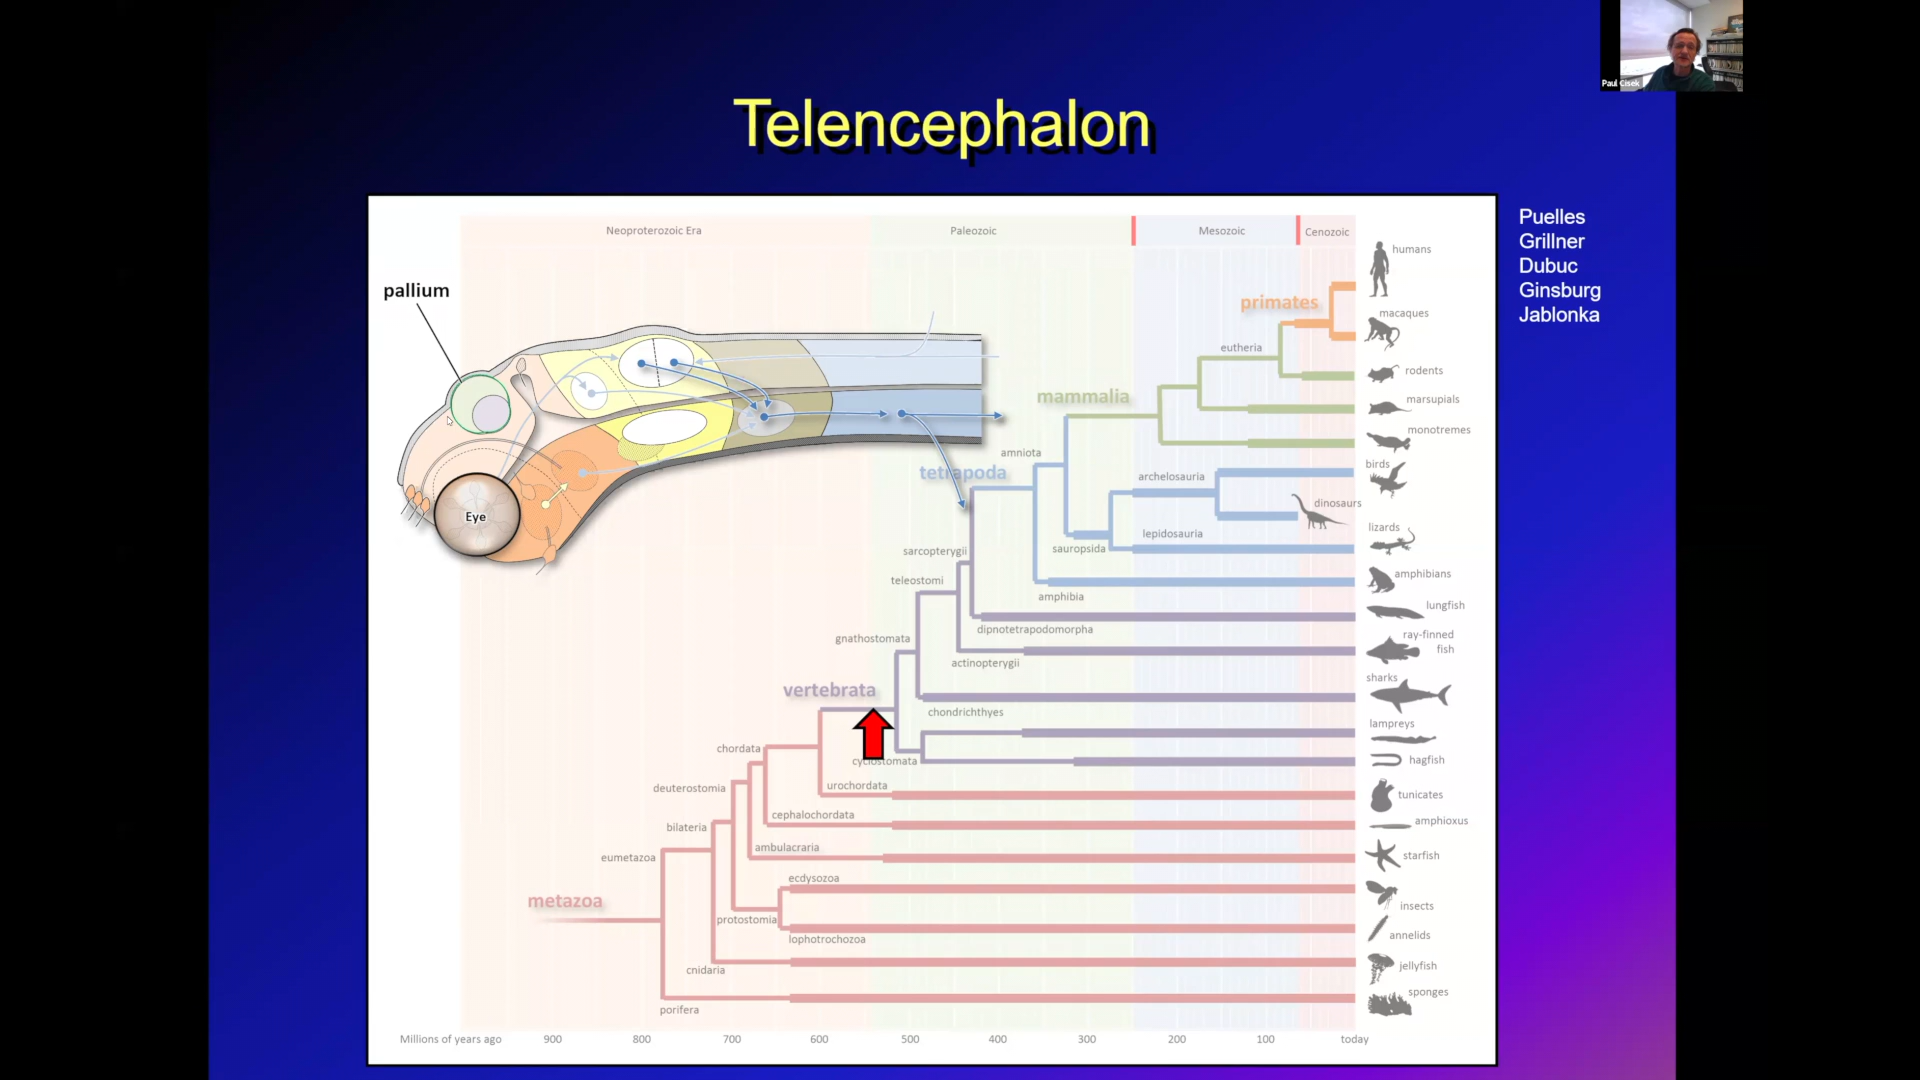 Paul Cisek
Telencephalon
Puelles
Grillner
Dubuc
Ginsburg
Jablonka
Neoproterozoic Era
Paleozoic
Mesozoic
Cenozoic
pallium
Eye
humans
primates
macaques
eutheria
rodents
mammalia
marsupials
monotremes
amniota
birds
tetrapoda
archelosauria
dinosaurs
lizards
lepidosauria
sauropsida
sarcopterygii
teleostomi
amphibians
amphibia
lungfish
dipnotetrapodomorpha
ray-finned
fish
gnathostomata
actinopterygii
sharks
vertebrata
chondrichthyes
lampreys
chordata
cyclostomata
hagfish
urochordata
tunicates
deuterostomia
cephalochordata
amphioxus
bilateria
ambulacraria
starfish
eumetazoa
ecdysozoa
metazoa
insects
protostomia
lophotrochozoa
annelids
cnidaria
jellyfish
sponges
porifera
Millions of years ago 900 800 700 600 500 400 300 200 100 today